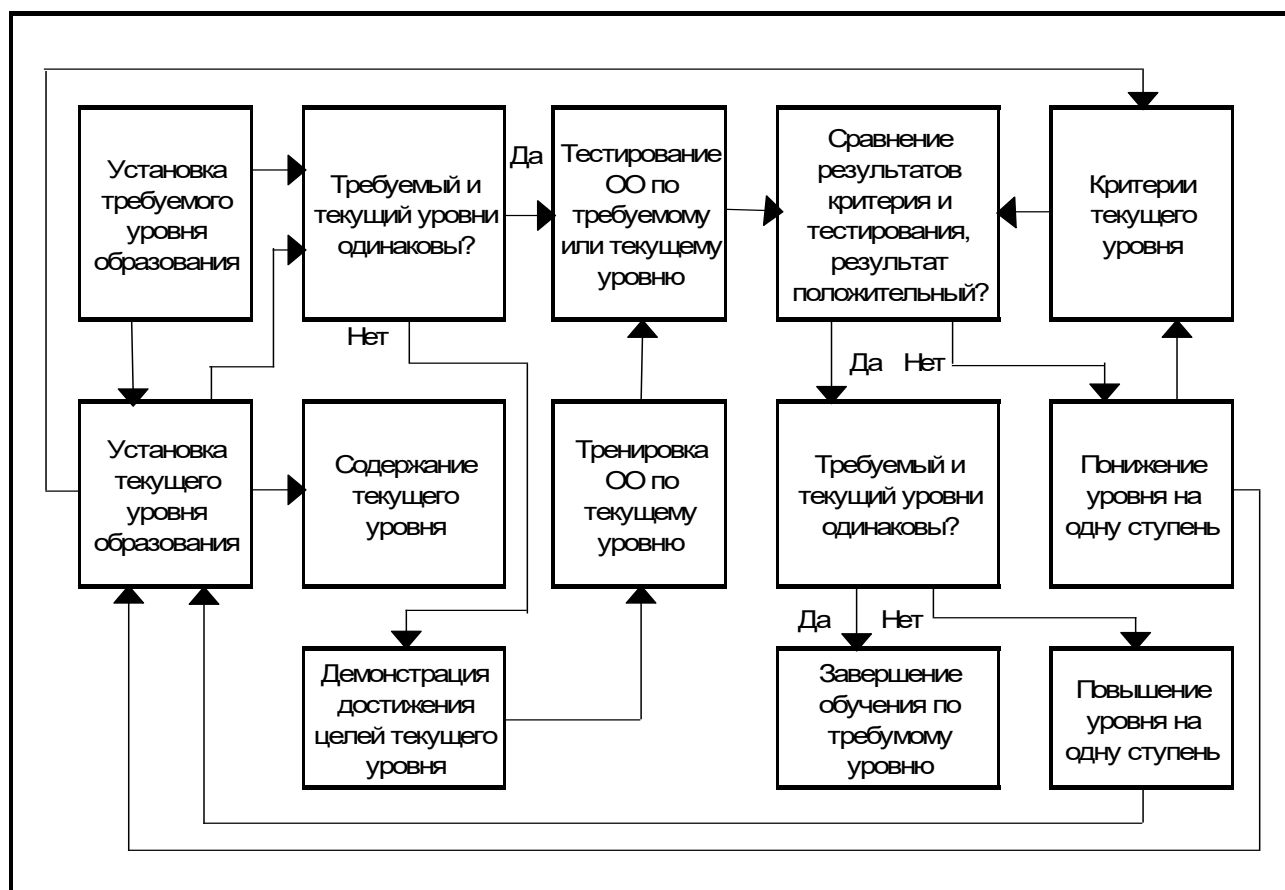 Установка
требуемого
уровня
образования
Требуемый и
текущий уровни
одинаковы?
Да
Тестирование
ОО по
требуемому
или текущему
уровню
Сравнение
результатов
критерия и
тестирования,
результат
положительный?
Критерии
текущего
уровня
Нет
Да
Нет
Установка
текущего
уровня
образования
Содержание
текущего
уровня
Тренировка
ОО по
текущему
уровню
Требуемый и
текущий уровни
одинаковы?
Понижение
уровня на
одну ступень
Да
Нет
Демонстрация
достижения
целей текущего
уровня
Завершение
обучения по
требумому
уровню
Повышение
уровня на
одну ступень